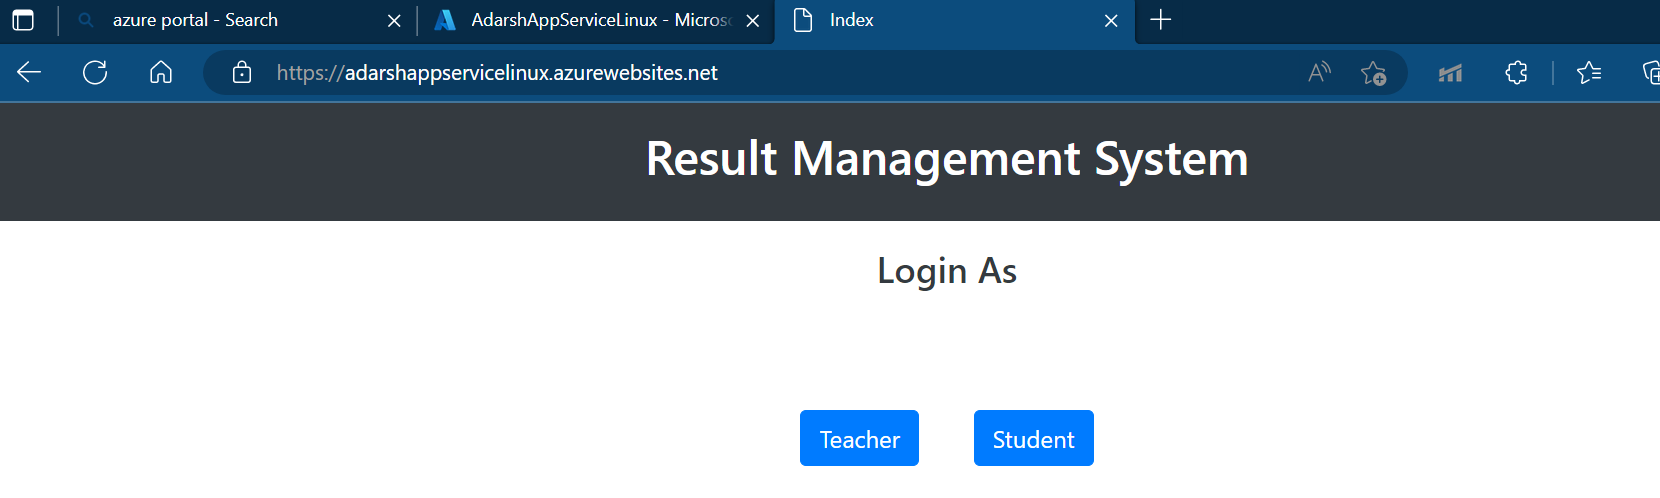 azure portal - Search
AdarshAppServiceLinux - Micros
Index
https://adarshappservicelinux.azurewebsites.net
Result Management System
Login As
Teacher
Student